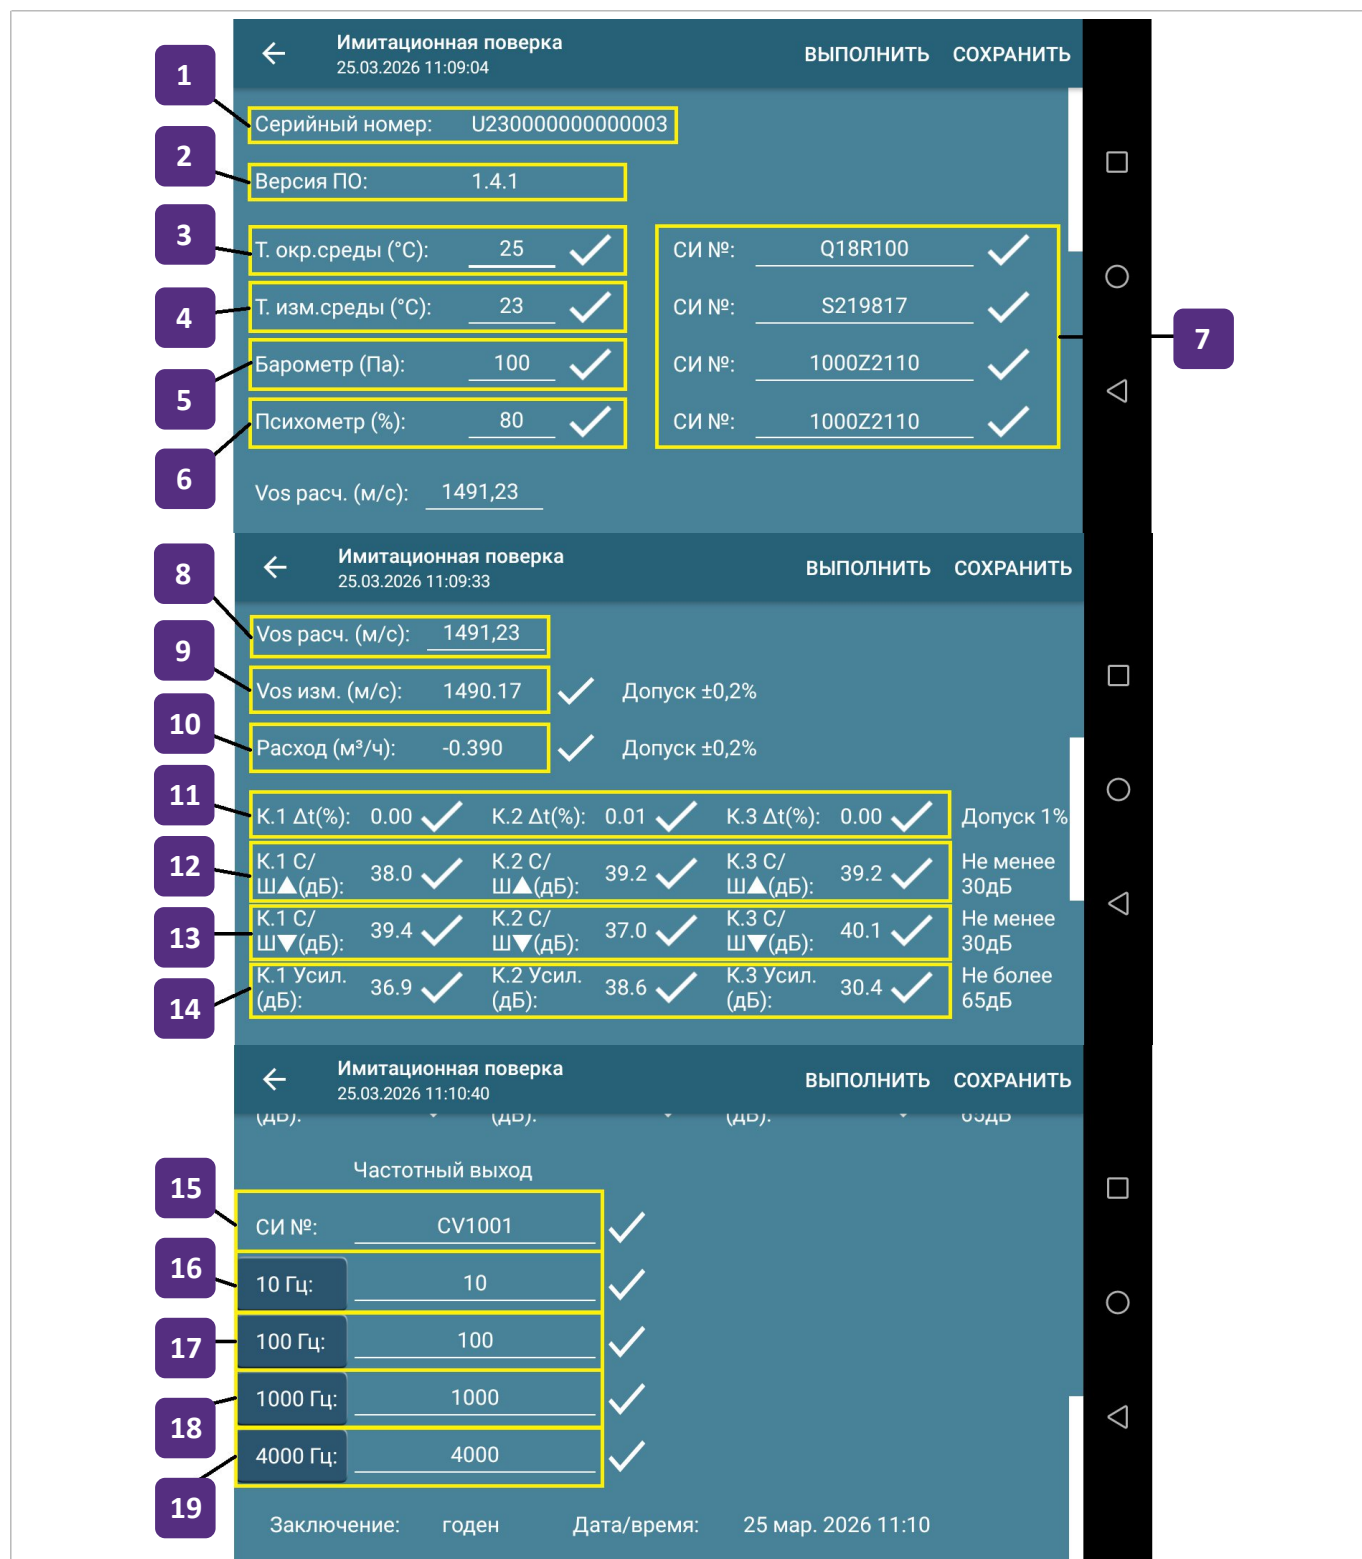 Имитационная поверка
25.03.2026 11:09:04
ВЫПОЛНИТЬ СОХРАНИТЬ
1
Серийный номер: U230000000000003
2
Версия ПО: 1.4.1
3
Т. окр.среды (°C): 25 СИ №: Q18R100
4
Т. изм.среды (°C): 23 СИ №: S219817
7
5
Барометр (Па): 100 СИ №: 1000Z2110
6
Психометр (%): 80 СИ №: 1000Z2110
Vos расч. (м/с): 1491,23
Имитационная поверка
25.03.2026 11:09:33
ВЫПОЛНИТЬ СОХРАНИТЬ
8
Vos расч. (м/с): 1491,23
9
Vos изм. (м/с): 1490.17 Допуск ±0,2%
10
Расход (м³/ч): -0.390 Допуск ±0,2%
11
К.1 Δt(%): 0.00 К.2 Δt(%): 0.01 К.3 Δt(%): 0.00 Допуск 1%
12
К.1 С/ К.2 С/ К.3 С/ Не менее
Ш▲(дБ): 38.0 Ш▲(дБ): 39.2 Ш▲(дБ): 39.2 30дБ
13
К.1 С/ К.2 С/ К.3 С/ Не менее
Ш▼(дБ): 39.4 Ш▼(дБ): 37.0 Ш▼(дБ): 40.1 30дБ
14
К.1 Усил. К.2 Усил. К.3 Усил. Не более
(дБ): 36.9 (дБ): 38.6 (дБ): 30.4 65дБ
Имитационная поверка
25.03.2026 11:10:40
ВЫПОЛНИТЬ СОХРАНИТЬ
(дБ): (дБ): (дБ): 65дБ
Частотный выход
15
СИ №: CV1001
16
10 Гц: 10
17
100 Гц: 100
18
1000 Гц: 1000
19
4000 Гц: 4000
Заключение: годен Дата/время: 25 мар. 2026 11:10